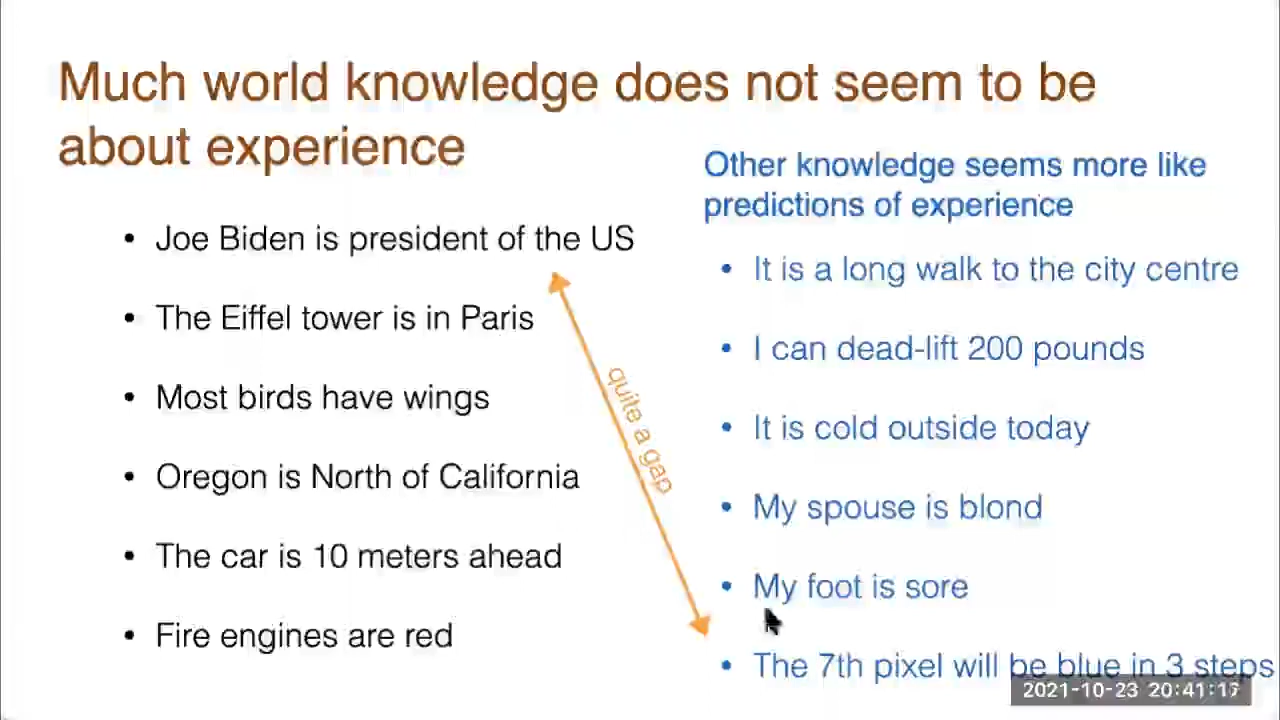 Much world knowledge does not seem to be
about experience
• Joe Biden is president of the US
• The Eiffel tower is in Paris
• Most birds have wings
• Oregon is North of California
• The car is 10 meters ahead
• Fire engines are red
quite a gap
Other knowledge seems more like
predictions of experience
• It is a long walk to the city centre
• I can dead-lift 200 pounds
• It is cold outside today
• My spouse is blond
• My foot is sore
• The 7th pixel will be blue in 3 steps
2021-10-23 20:41:17